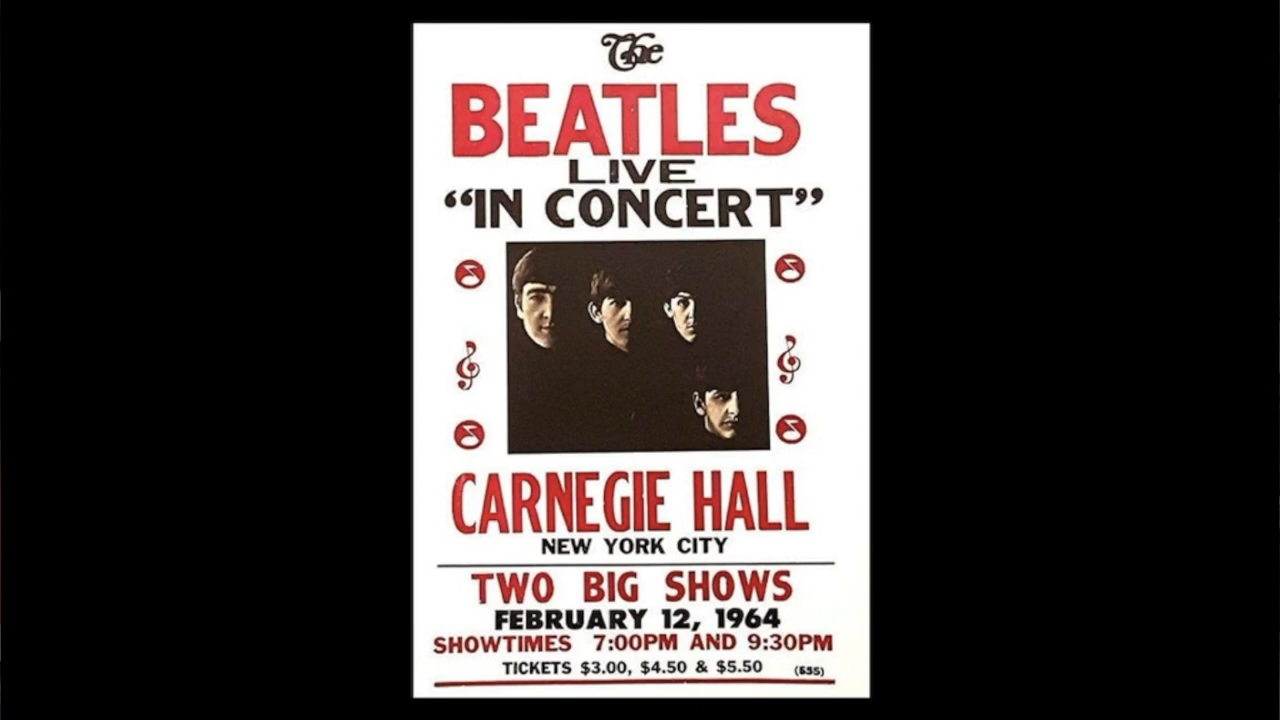 The
BEATLES
LIVE
“IN CONCERT”
CARNEGIE HALL
NEW YORK CITY
TWO BIG SHOWS
FEBRUARY 12, 1964
SHOWTIMES 7:00PM AND 9:30PM
TICKETS $3.00, $4.50 & $5.50